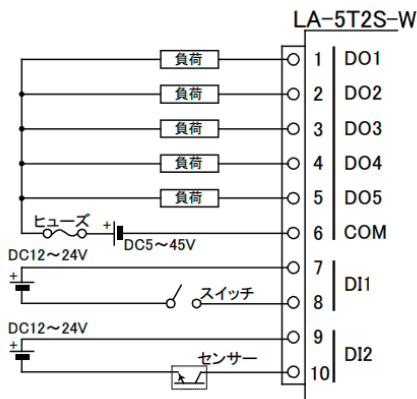 LA-5T2S-W
負荷 1 DO1
負荷 2 DO2
負荷 3 DO3
負荷 4 DO4
負荷 5 DO5
ヒューズ + DC5～45V 6 COM
DC12～24V 7
+ スイッチ 8 DI1
DC12～24V 9
+ センサー 10 DI2